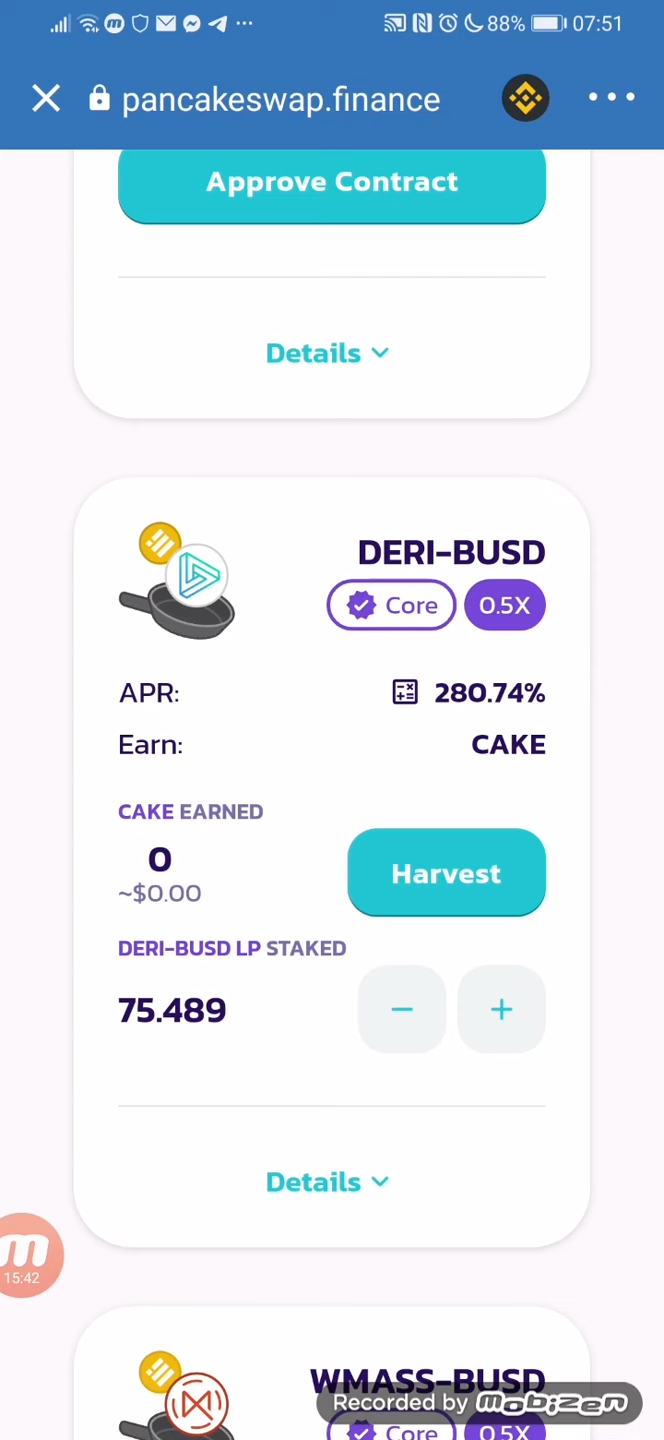 88% 07:51
pancakeswap.finance
Approve Contract
Details
DERI-BUSD
Core 0.5X
APR: 280.74%
Earn: CAKE
CAKE EARNED
0
~$0.00
Harvest
DERI-BUSD LP STAKED
75.489
Details
m
15:42
WMASS-BUSD
Recorded by mobizen
Core 0.5X